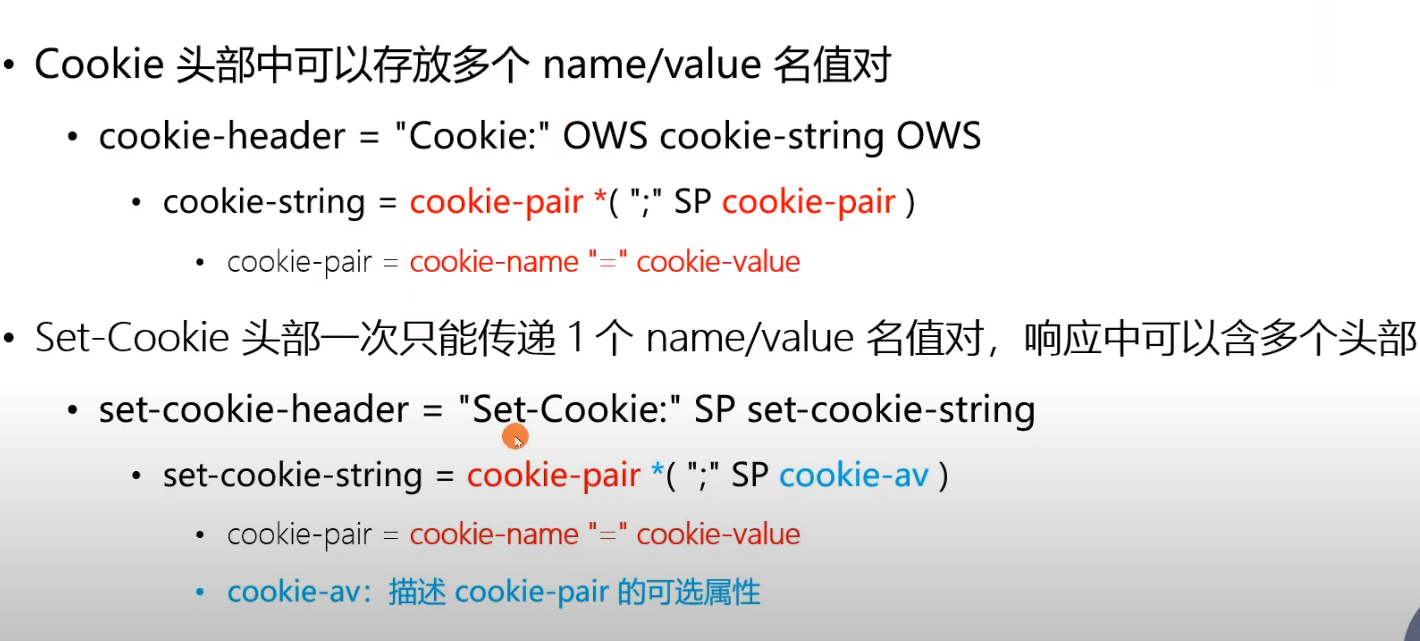 • Cookie 头部中可以存放多个 name/value 名值对
• cookie-header = "Cookie:" OWS cookie-string OWS
• cookie-string = cookie-pair *( ";" SP cookie-pair )
• cookie-pair = cookie-name "=" cookie-value
• Set-Cookie 头部一次只能传递 1 个 name/value 名值对，响应中可以含多个头部
• set-cookie-header = "Set-Cookie:" SP set-cookie-string
• set-cookie-string = cookie-pair *( ";" SP cookie-av )
• cookie-pair = cookie-name "=" cookie-value
• cookie-av：描述 cookie-pair 的可选属性